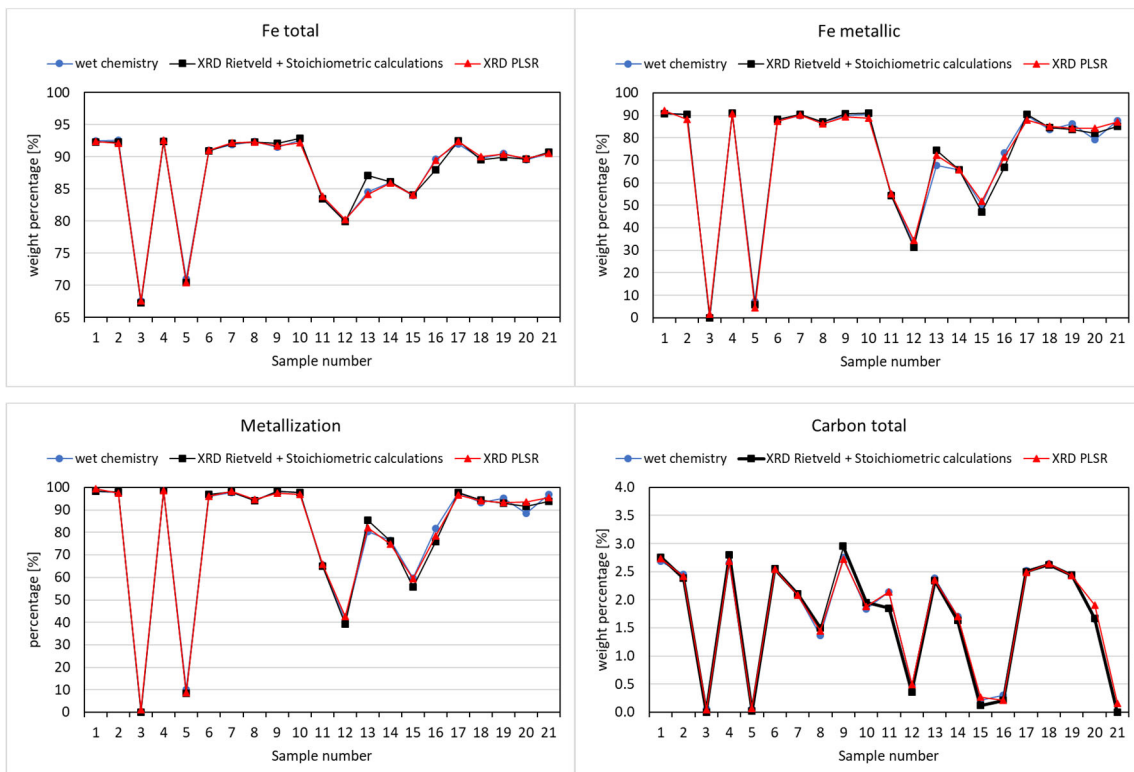 Fe total
wet chemistry XRD Rietveld + Stoichiometric calculations XRD PLSR
100
95
90
85
80
75
70
65
weight percentage [%]
1 2 3 4 5 6 7 8 9 10 11 12 13 14 15 16 17 18 19 20 21
Sample number
Fe metallic
wet chemistry XRD Rietveld + Stoichiometric calculations XRD PLSR
100
90
80
70
60
50
40
30
20
10
0
weight percentage [%]
1 2 3 4 5 6 7 8 9 10 11 12 13 14 15 16 17 18 19 20 21
Sample number
Metallization
wet chemistry XRD Rietveld + Stoichiometric calculations XRD PLSR
100
90
80
70
60
50
40
30
20
10
0
percentage [%]
1 2 3 4 5 6 7 8 9 10 11 12 13 14 15 16 17 18 19 20 21
Sample number
Carbon total
wet chemistry XRD Rietveld + Stoichiometric calculations XRD PLSR
4.0
3.5
3.0
2.5
2.0
1.5
1.0
0.5
0.0
weight percentage [%]
1 2 3 4 5 6 7 8 9 10 11 12 13 14 15 16 17 18 19 20 21
Sample number